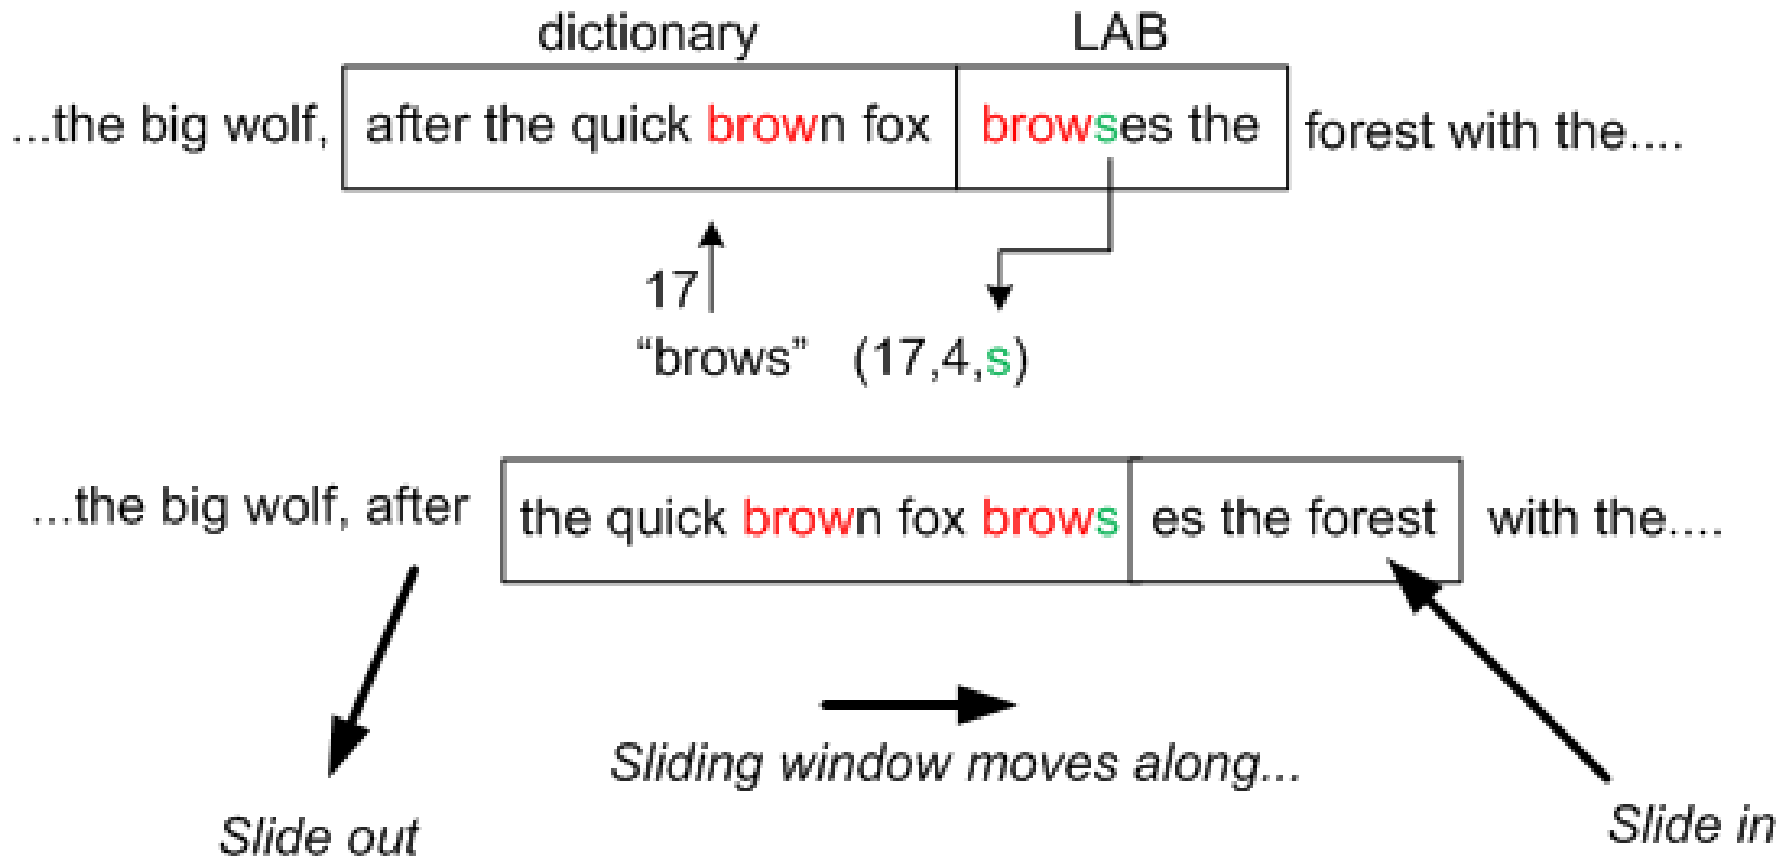 dictionary LAB
...the big wolf, after the quick brown fox browses the forest with the....
17
“brows” (17,4,s)
...the big wolf, after the quick brown fox brows es the forest with the....
Sliding window moves along...
Slide out Slide in